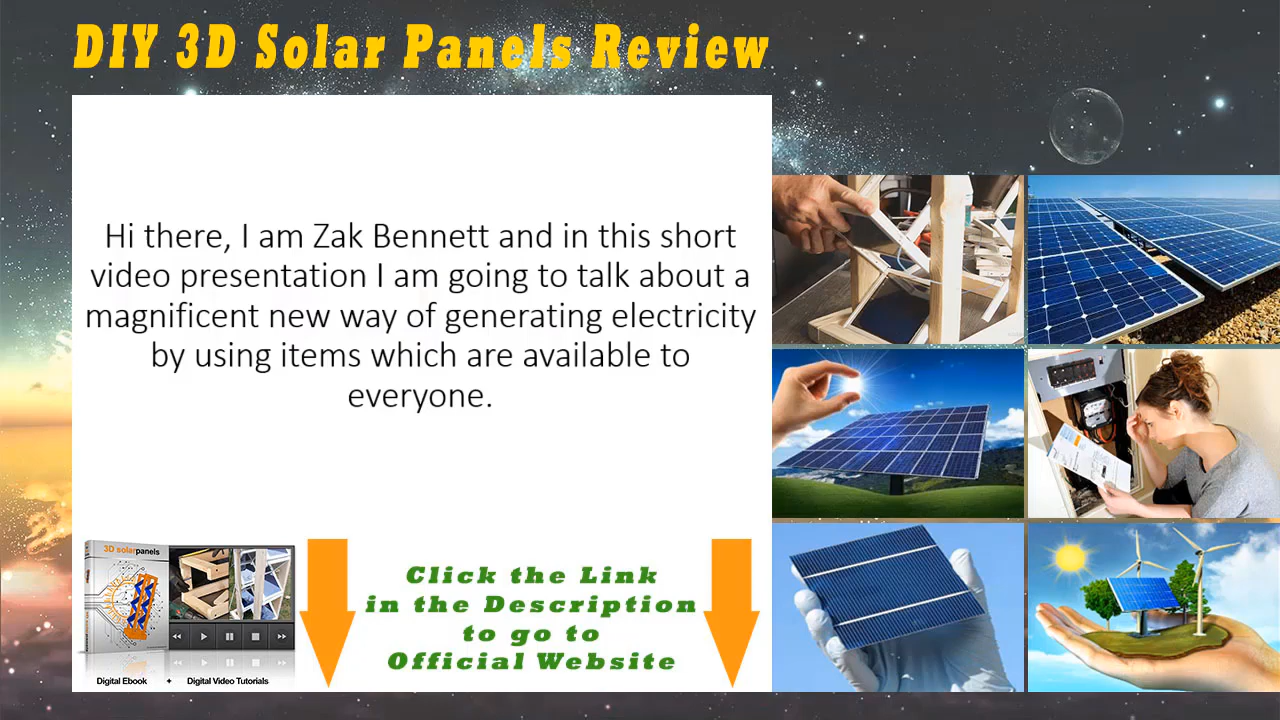 DIY 3D Solar Panels Review
Hi there, I am Zak Bennett and in this short
video presentation I am going to talk about a
magnificent new way of generating electricity
by using items which are available to
everyone.
3D solarpanels
Click the Link
in the Description
to go to
Official Website
Digital Ebook + Digital Video Tutorials